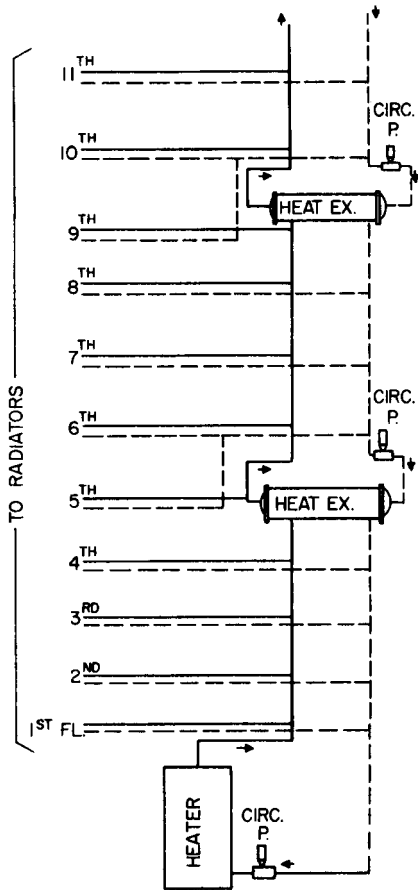 11TH
CIRC.
P.
10TH
HEAT EX.
9TH
8TH
7TH
CIRC.
P.
6TH
TO RADIATORS
5TH
HEAT EX.
4TH
3RD
2ND
1ST FL.
HEATER
CIRC.
P.